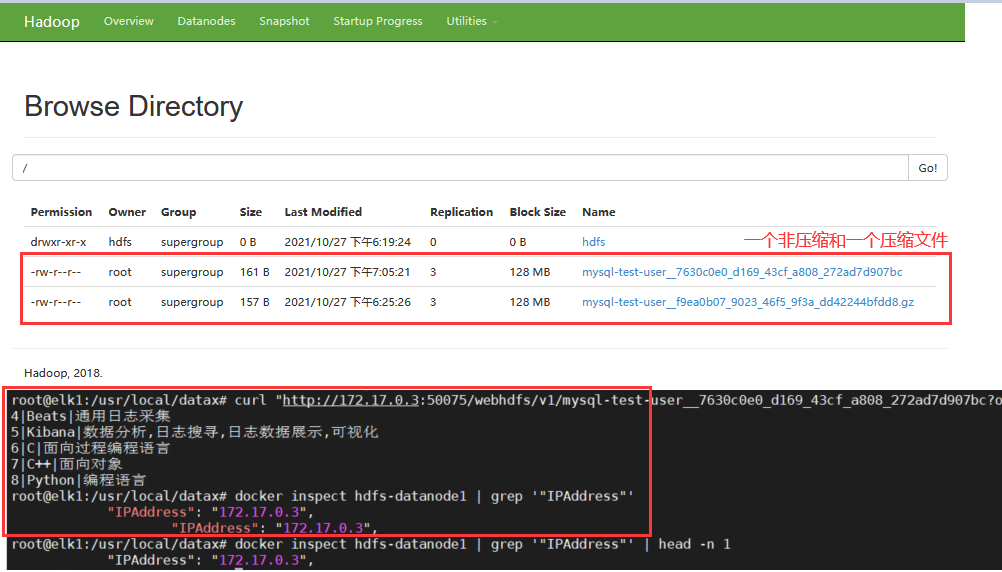 Hadoop Overview Datanodes Snapshot Startup Progress Utilities
Browse Directory
/ Go!
Permission Owner Group Size Last Modified Replication Block Size Name
一个非压缩和一个压缩文件
drwxr-xr-x hdfs supergroup 0 B 2021/10/27 下午6:19:24 0 0 B hdfs
-rw-r--r-- root supergroup 161 B 2021/10/27 下午7:05:21 3 128 MB mysql-test-user__7630c0e0_d169_43cf_a808_272ad7d907bc
-rw-r--r-- root supergroup 157 B 2021/10/27 下午6:25:26 3 128 MB mysql-test-user__f9ea0b07_9023_46f5_9f3a_dd42244bfdd8.gz
Hadoop, 2018.
root@elk1:/usr/local/datax# curl "http://172.17.0.3:50075/webhdfs/v1/mysql-test-user__7630c0e0_d169_43cf_a808_272ad7d907bc?o
4|Beats|通用日志采集
5|Kibana|数据分析,日志搜寻,日志数据展示,可视化
6|C|面向过程编程语言
7|C++|面向对象
8|Python|编程语言
root@elk1:/usr/local/datax# docker inspect hdfs-datanode1 | grep '"IPAddress"'
"IPAddress": "172.17.0.3",
"IPAddress": "172.17.0.3",
root@elk1:/usr/local/datax# docker inspect hdfs-datanode1 | grep '"IPAddress"' | head -n 1
"IPAddress": "172.17.0.3",